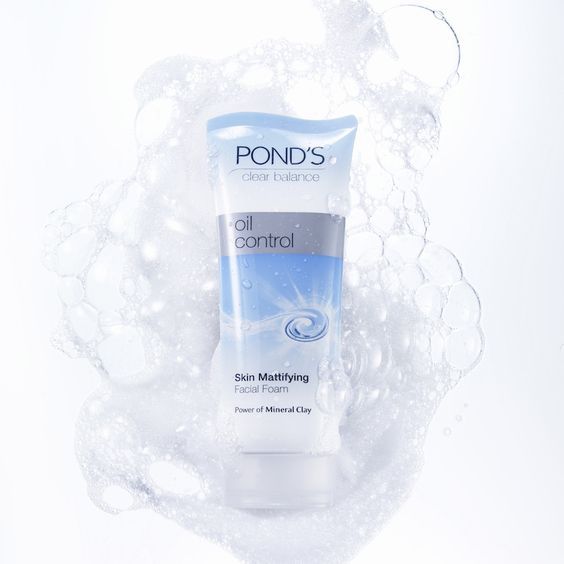 POND'S
clear balance
oil
control
Skin Mattifying
Facial Foam
Power of Mineral Clay